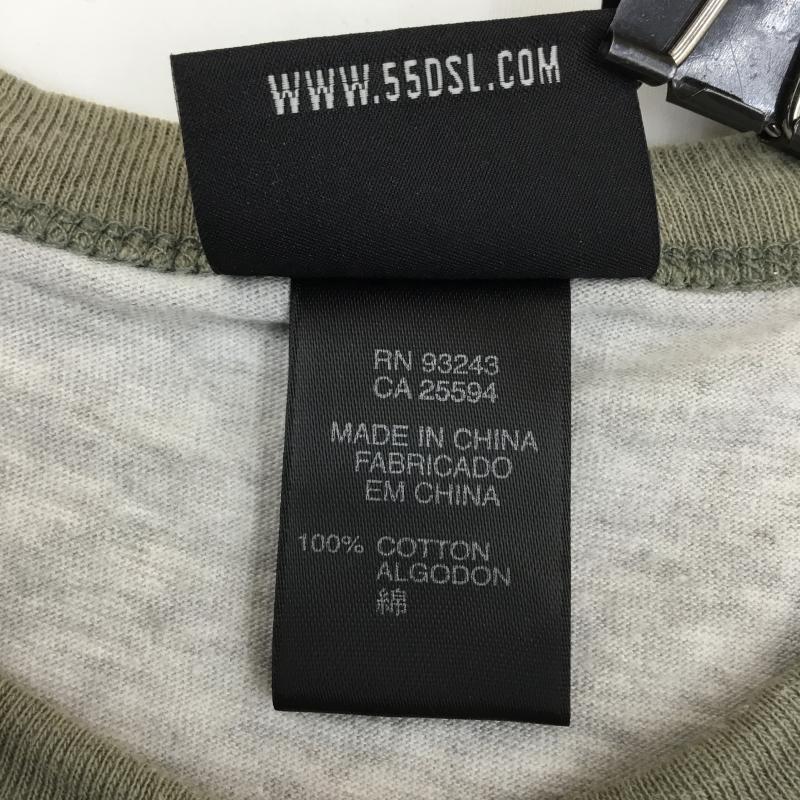 WWW.55DSL.COM
RN 93243
CA 25594
MADE IN CHINA
FABRICADO
EM CHINA
100% COTTON
ALGODON
綿